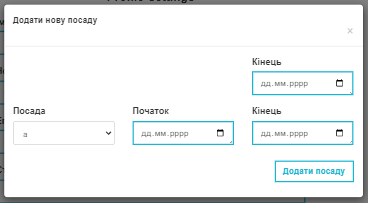 Додати нову посаду
×
Кінець
дд.мм.рррр
Посада
Початок
Кінець
а
дд.мм.рррр
дд.мм.рррр
Додати посаду